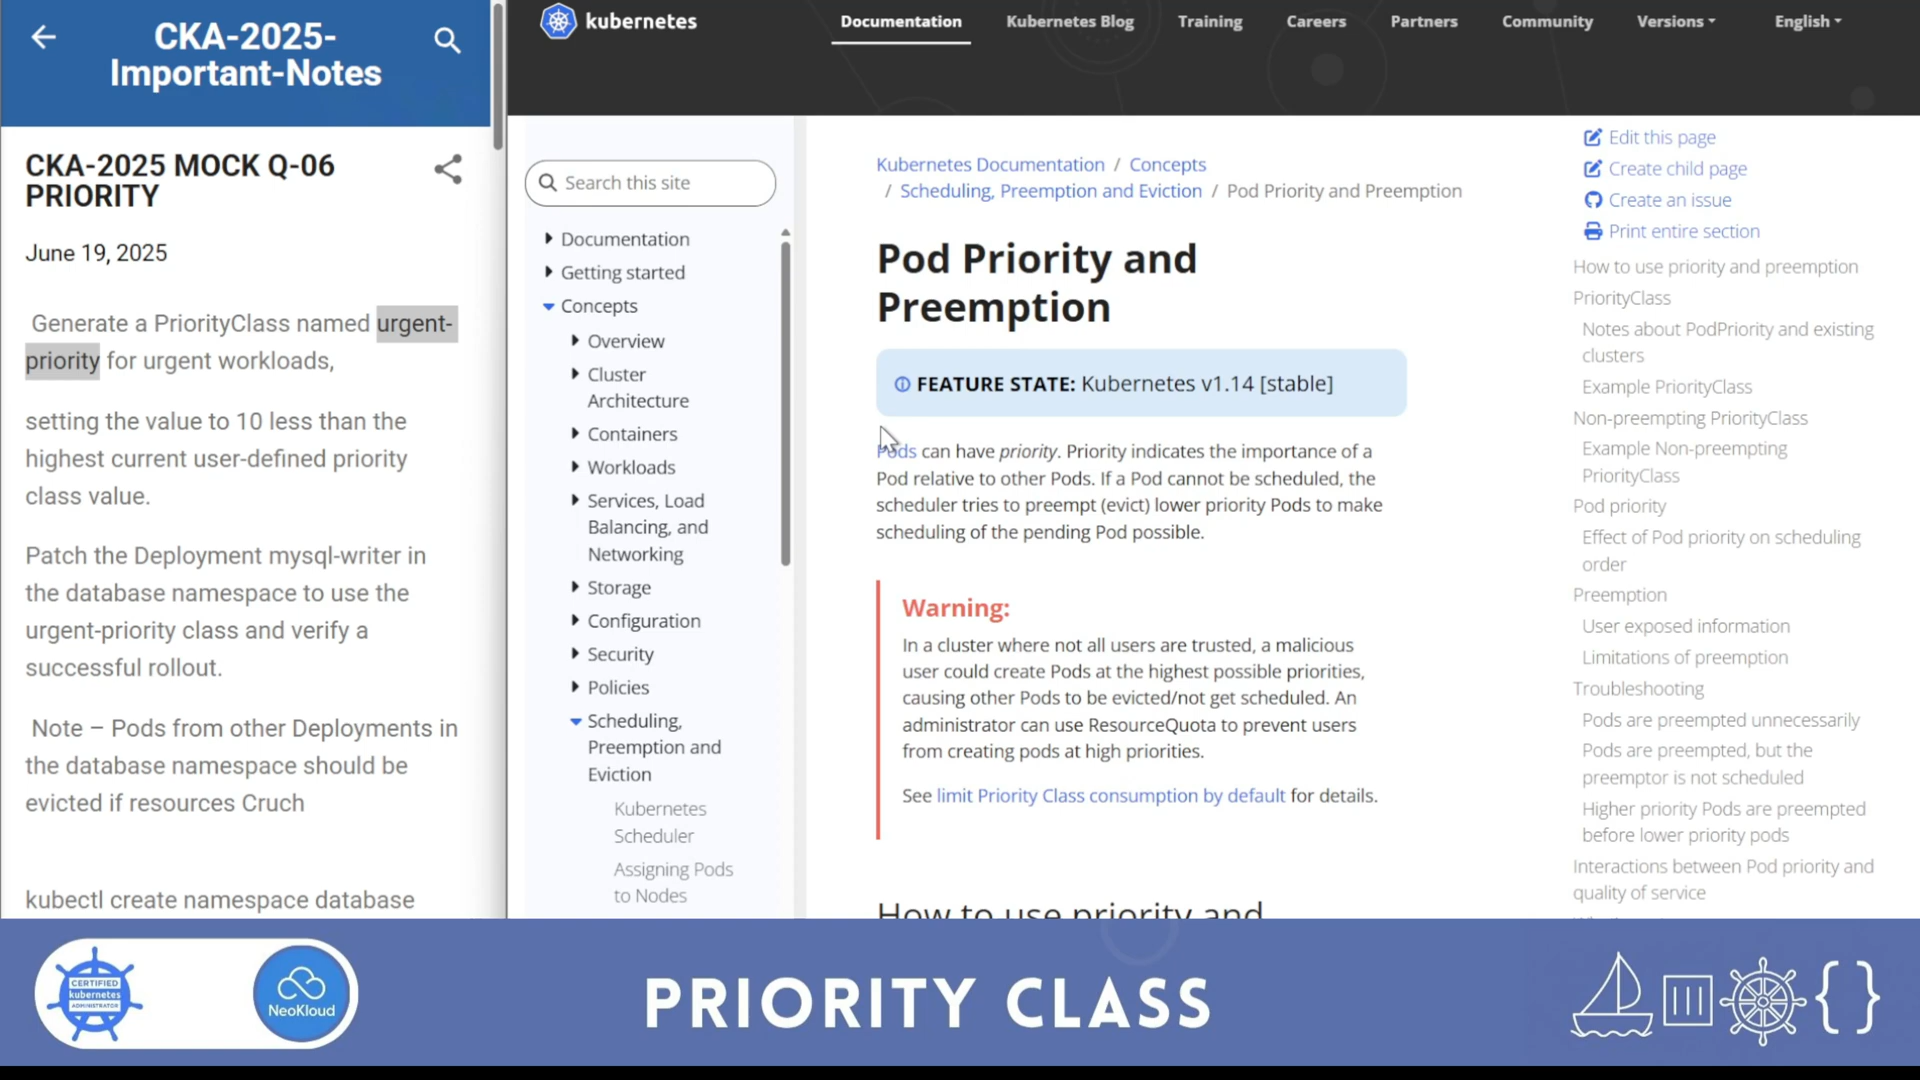 CKA-2025-
Important-Notes
CKA-2025 MOCK Q-06
PRIORITY
June 19, 2025
Generate a PriorityClass named urgent-
priority for urgent workloads,
setting the value to 10 less than the
highest current user-defined priority
class value.
Patch the Deployment mysql-writer in
the database namespace to use the
urgent-priority class and verify a
successful rollout.
Note – Pods from other Deployments in
the database namespace should be
evicted if resources Cruch
kubectl create namespace database
kubernetes
Documentation
Kubernetes Blog
Training
Careers
Partners
Community
Versions
English
Search this site
Documentation
Getting started
Concepts
Overview
Cluster
Architecture
Containers
Workloads
Services, Load
Balancing, and
Networking
Storage
Configuration
Security
Policies
Scheduling,
Preemption and
Eviction
Kubernetes
Scheduler
Assigning Pods
to Nodes
Kubernetes Documentation / Concepts
/ Scheduling, Preemption and Eviction / Pod Priority and Preemption
Pod Priority and
Preemption
FEATURE STATE: Kubernetes v1.14 [stable]
Pods can have priority. Priority indicates the importance of a
Pod relative to other Pods. If a Pod cannot be scheduled, the
scheduler tries to preempt (evict) lower priority Pods to make
scheduling of the pending Pod possible.
Warning:
In a cluster where not all users are trusted, a malicious
user could create Pods at the highest possible priorities,
causing other Pods to be evicted/not get scheduled. An
administrator can use ResourceQuota to prevent users
from creating pods at high priorities.
See limit Priority Class consumption by default for details.
How to use priority and
Edit this page
Create child page
Create an issue
Print entire section
How to use priority and preemption
PriorityClass
Notes about PodPriority and existing
clusters
Example PriorityClass
Non-preempting PriorityClass
Example Non-preempting
PriorityClass
Pod priority
Effect of Pod priority on scheduling
order
Preemption
User exposed information
Limitations of preemption
Troubleshooting
Pods are preempted unnecessarily
Pods are preempted, but the
preemptor is not scheduled
Higher priority Pods are preempted
before lower priority pods
Interactions between Pod priority and
quality of service
CERTIFIED
kubernetes
ADMINISTRATOR
NeoKloud
PRIORITY CLASS